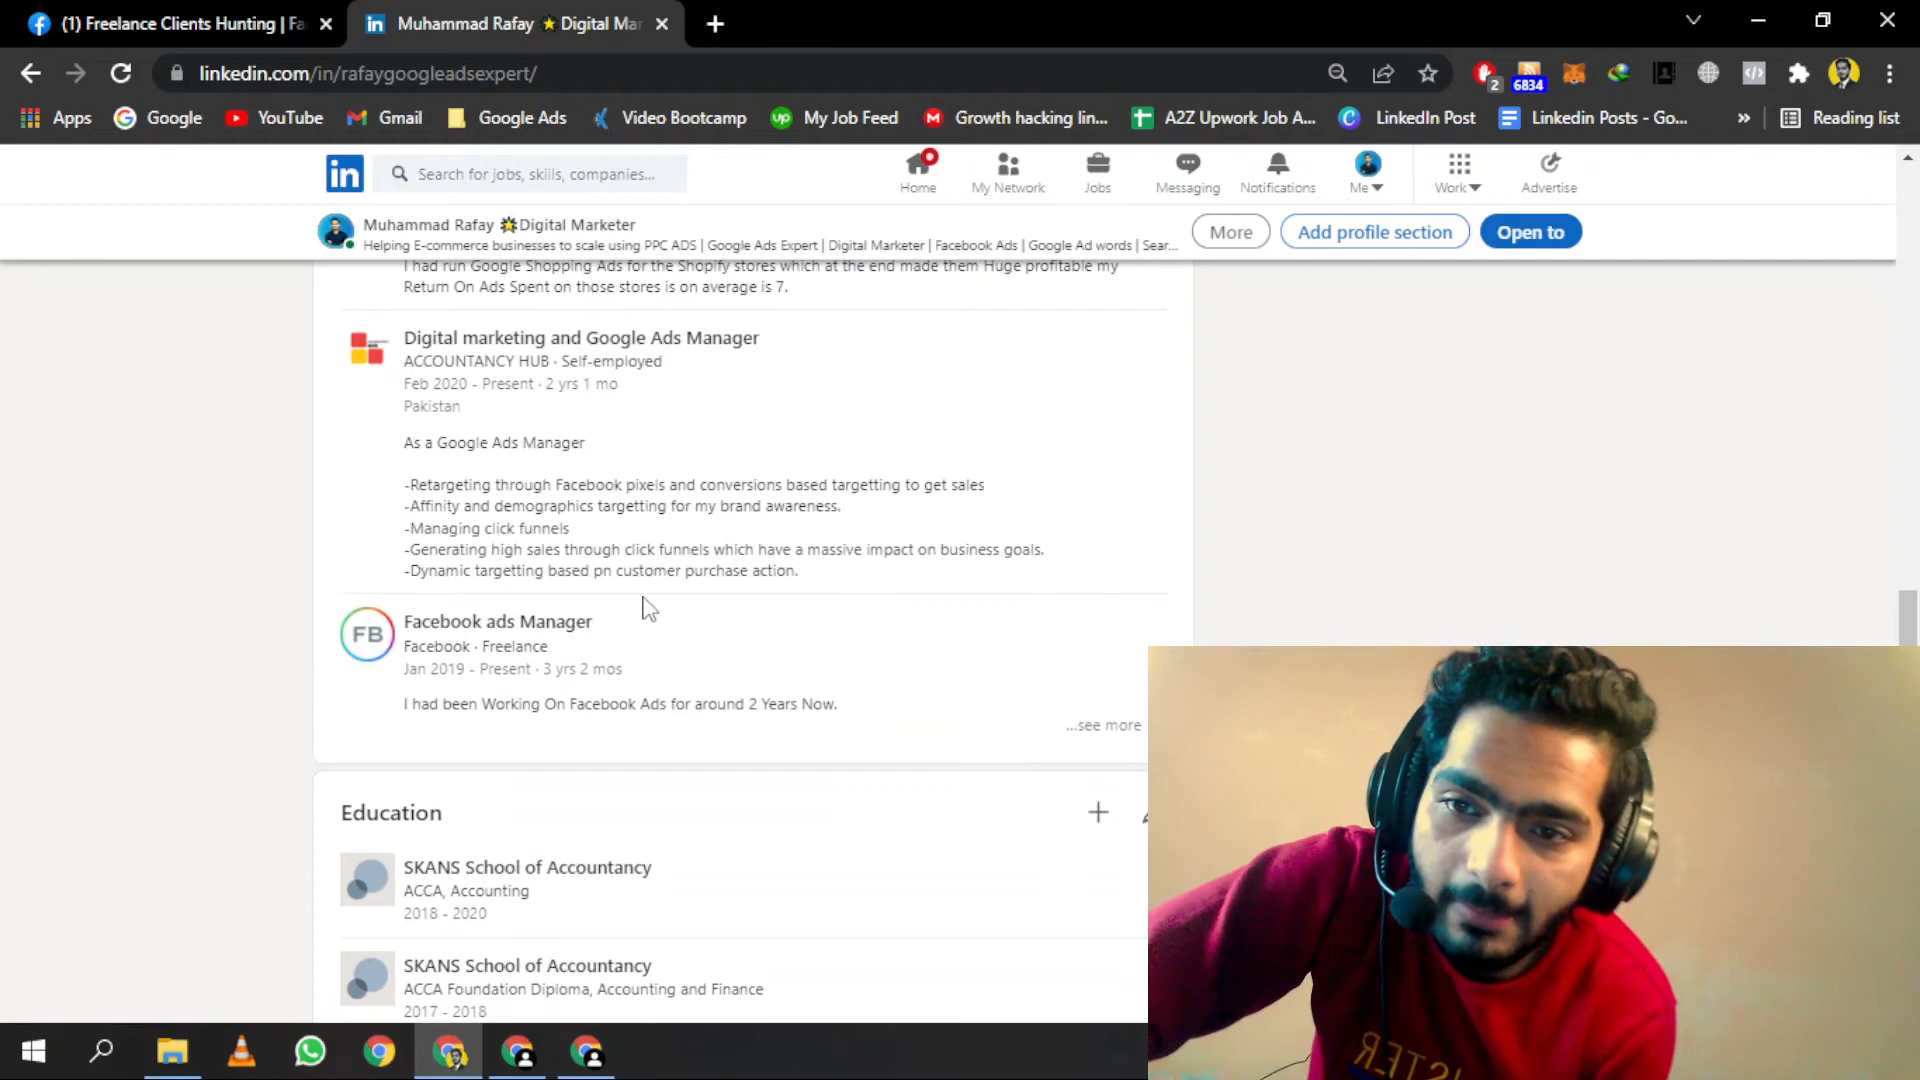 (1) Freelance Clients Hunting | Fa
Muhammad Rafay 🌟Digital Mar
linkedin.com/in/rafaygoogleadsexpert/
2
6834
Apps
Google
YouTube
Gmail
Google Ads
Video Bootcamp
up
My Job Feed
M
Growth hacking lin...
A2Z Upwork Job A...
LinkedIn Post
Linkedin Posts - Go...
»
Reading list
in
Search for jobs, skills, companies...
Home
My Network
Jobs
Messaging
Notifications
Me
Work
Advertise
Muhammad Rafay 🌟Digital Marketer
Helping E-commerce businesses to scale using PPC ADS | Google Ads Expert | Digital Marketer | Facebook Ads | Google Ad words | Sear...
More
Add profile section
Open to
I had run Google Shopping Ads for the Shopify stores which at the end made them Huge profitable my
Return On Ads Spent on those stores is on average is 7.
Digital marketing and Google Ads Manager
ACCOUNTANCY HUB · Self-employed
Feb 2020 - Present · 2 yrs 1 mo
Pakistan
As a Google Ads Manager
-Retargeting through Facebook pixels and conversions based targetting to get sales
-Affinity and demographics targetting for my brand awareness.
-Managing click funnels
-Generating high sales through click funnels which have a massive impact on business goals.
-Dynamic targetting based pn customer purchase action.
FB
Facebook ads Manager
Facebook · Freelance
Jan 2019 - Present · 3 yrs 2 mos
I had been Working On Facebook Ads for around 2 Years Now.
...see more
Education
SKANS School of Accountancy
ACCA, Accounting
2018 - 2020
SKANS School of Accountancy
ACCA Foundation Diploma, Accounting and Finance
2017 - 2018